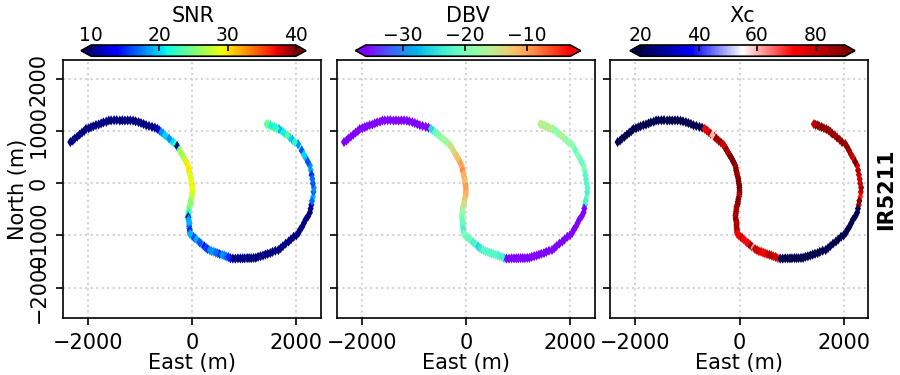 SNR DBV Xc
10 20 30 40 −30 −20 −10 20 40 60 80
2000
1000
0
−1000
−2000
North (m)
IR5211
−2000 0 2000 −2000 0 2000 −2000 0 2000
East (m) East (m) East (m)